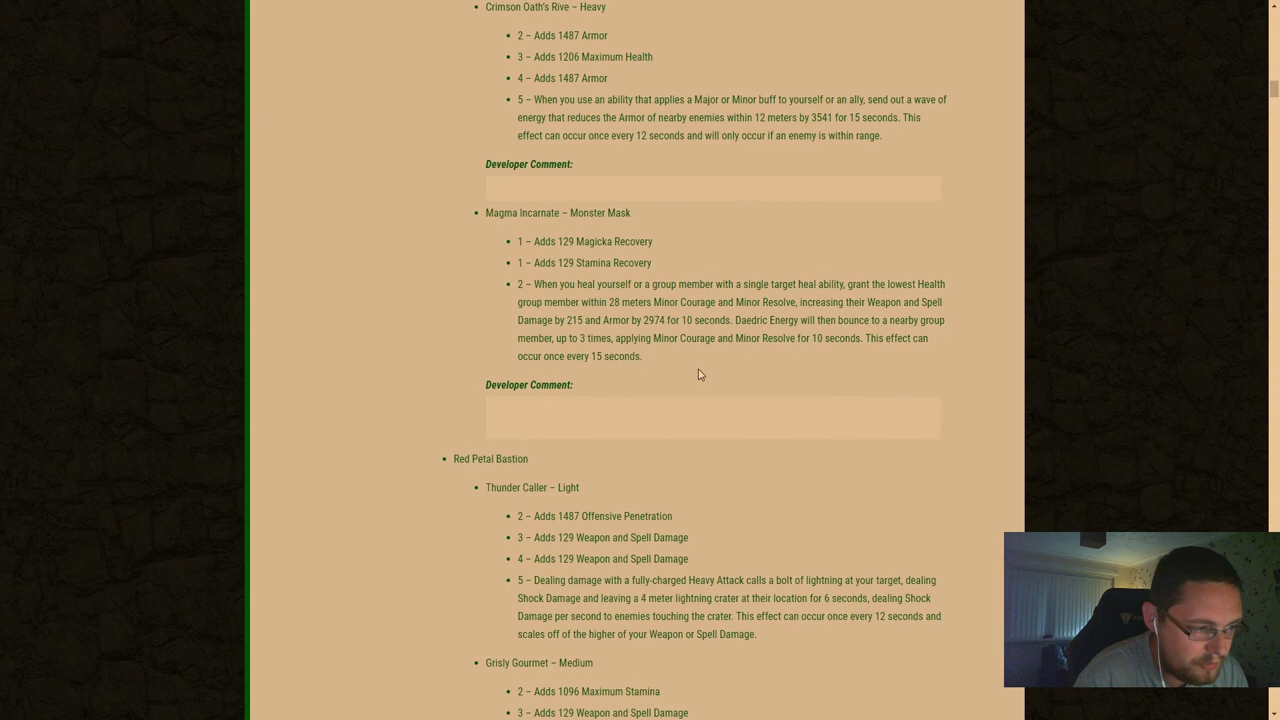 Crimson Oath's Rive – Heavy
2 – Adds 1487 Armor
3 – Adds 1206 Maximum Health
4 – Adds 1487 Armor
5 – When you use an ability that applies a Major or Minor buff to yourself or an ally, send out a wave of
energy that reduces the Armor of nearby enemies within 12 meters by 3541 for 15 seconds. This
effect can occur once every 12 seconds and will only occur if an enemy is within range.
Developer Comment:
Magma Incarnate – Monster Mask
1 – Adds 129 Magicka Recovery
1 – Adds 129 Stamina Recovery
2 – When you heal yourself or a group member with a single target heal ability, grant the lowest Health
group member within 28 meters Minor Courage and Minor Resolve, increasing their Weapon and Spell
Damage by 215 and Armor by 2974 for 10 seconds. Daedric Energy will then bounce to a nearby group
member, up to 3 times, applying Minor Courage and Minor Resolve for 10 seconds. This effect can
occur once every 15 seconds.
Developer Comment:
Red Petal Bastion
Thunder Caller – Light
2 – Adds 1487 Offensive Penetration
3 – Adds 129 Weapon and Spell Damage
4 – Adds 129 Weapon and Spell Damage
5 – Dealing damage with a fully-charged Heavy Attack calls a bolt of lightning at your target, dealing
Shock Damage and leaving a 4 meter lightning crater at their location for 6 seconds, dealing Shock
Damage per second to enemies touching the crater. This effect can occur once every 12 seconds and
scales off of the higher of your Weapon or Spell Damage.
Grisly Gourmet – Medium
2 – Adds 1096 Maximum Stamina
3 – Adds 129 Weapon and Spell Damage